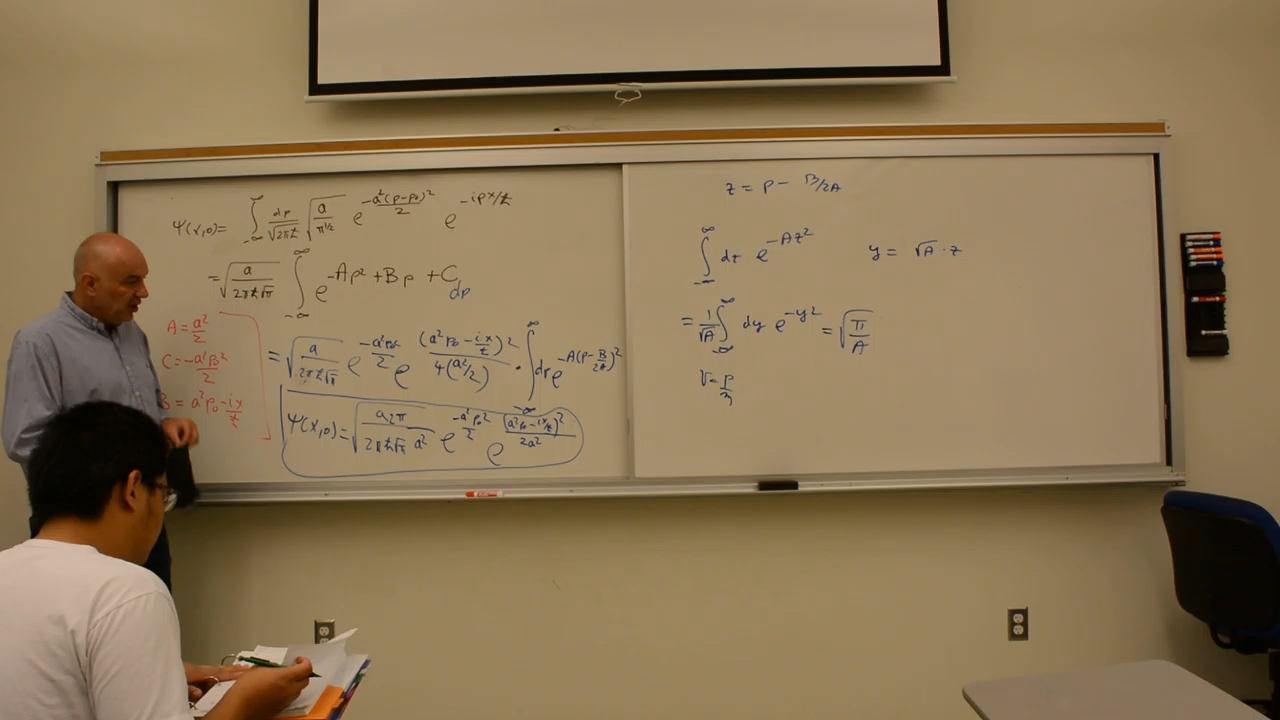 Ψ(x,0) = ∫_{-∞}^{∞} dp/√(2πħ) √(a/π^{1/2}) e^{-a²(p-p₀)²/2} e^{-ipx/ħ}
= √(a/(2πħ√π)) ∫_{-∞}^{∞} e^{-Ap²+Bp+C} dp
A = a²/2
C = -a²p₀²/2
B = a²p₀ - ix/ħ
= √(a/(2πħ√π)) e^{-a²p₀²/2} e^{(a²p₀ - ix/ħ)²/4(a²/2)} · ∫_{-∞}^{∞} dp e^{-A(p - B/2A)²}
Ψ(x,0) = √(a2π/(2πħ√π a²)) e^{-a²p₀²/2} e^{(a²p₀ - ix/ħ)²/2a²}
z = p - B/2A
∫_{-∞}^{∞} dz e^{-Az²} y = √A · z
= 1/√A ∫_{-∞}^{∞} dy e^{-y²} = √(π/A)
V = p/m